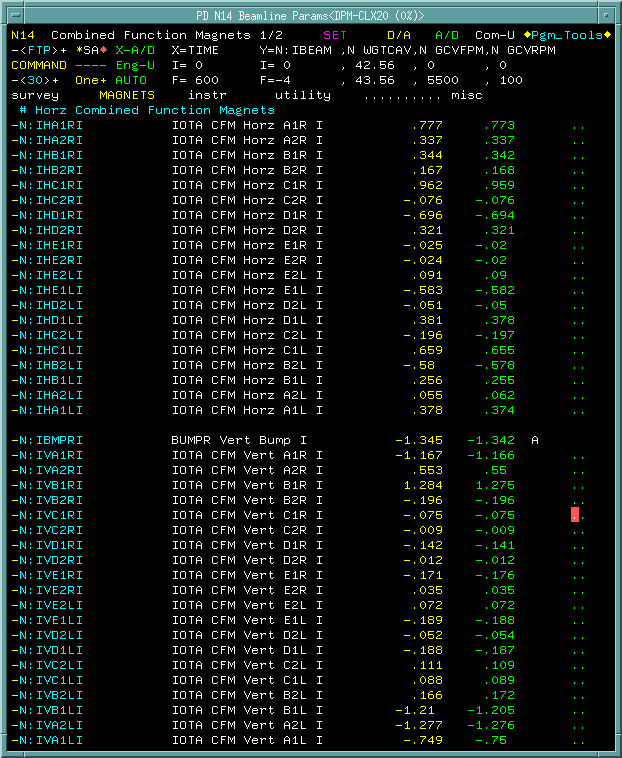 PD N14 Beamline Params<DPM-CLX20 (0%)>
N14 Combined Function Magnets 1/2 SET D/A A/D Com-U ◆Pgm_Tools◆
-<FTP>+ *SA◆ X-A/D X=TIME Y=N:IBEAM ,N WGTCAV,N GCVFPM,N GCVRPM
COMMAND ---- Eng-U I= 0 I= 0 , 42.56 , 0 , 0
-<30>+ One+ AUTO F= 600 F=-4 , 43.56 , 5500 , 100
survey MAGNETS instr utility .......... misc
# Horz Combined Function Magnets
-N:IHA1RI IOTA CFM Horz A1R I .777 .773 ..
-N:IHA2RI IOTA CFM Horz A2R I .337 .337 ..
-N:IHB1RI IOTA CFM Horz B1R I .344 .342 ..
-N:IHB2RI IOTA CFM Horz B2R I .167 .168 ..
-N:IHC1RI IOTA CFM Horz C1R I .962 .959 ..
-N:IHC2RI IOTA CFM Horz C2R I -.076 -.076 ..
-N:IHD1RI IOTA CFM Horz D1R I -.696 -.694 ..
-N:IHD2RI IOTA CFM Horz D2R I .321 .321 ..
-N:IHE1RI IOTA CFM Horz E1R I -.025 -.02 ..
-N:IHE2RI IOTA CFM Horz E2R I -.024 -.02 ..
-N:IHE2LI IOTA CFM Horz E2L I .091 .09 ..
-N:IHE1LI IOTA CFM Horz E1L I -.583 -.582 ..
-N:IHD2LI IOTA CFM Horz D2L I -.051 -.05 ..
-N:IHD1LI IOTA CFM Horz D1L I .381 .378 ..
-N:IHC2LI IOTA CFM Horz C2L I -.196 -.197 ..
-N:IHC1LI IOTA CFM Horz C1L I .659 .655 ..
-N:IHB2LI IOTA CFM Horz B2L I -.58 -.578 ..
-N:IHB1LI IOTA CFM Horz B1L I .256 .255 ..
-N:IHA2LI IOTA CFM Horz A2L I .055 .062 ..
-N:IHA1LI IOTA CFM Horz A1L I .378 .374 ..
-N:IBMPRI BUMPR Vert Bump I -1.345 -1.342 A
-N:IVA1RI IOTA CFM Vert A1R I -1.167 -1.166 ..
-N:IVA2RI IOTA CFM Vert A2R I .553 .55 ..
-N:IVB1RI IOTA CFM Vert B1R I 1.284 1.275 ..
-N:IVB2RI IOTA CFM Vert B2R I -.196 -.196 ..
-N:IVC1RI IOTA CFM Vert C1R I -.075 -.075 ..
-N:IVC2RI IOTA CFM Vert C2R I -.009 -.009 ..
-N:IVD1RI IOTA CFM Vert D1R I -.142 -.141 ..
-N:IVD2RI IOTA CFM Vert D2R I -.012 -.012 ..
-N:IVE1RI IOTA CFM Vert E1R I -.171 -.176 ..
-N:IVE2RI IOTA CFM Vert E2R I .035 .035 ..
-N:IVE2LI IOTA CFM Vert E2L I .072 .072 ..
-N:IVE1LI IOTA CFM Vert E1L I -.189 -.188 ..
-N:IVD2LI IOTA CFM Vert D2L I -.052 -.054 ..
-N:IVD1LI IOTA CFM Vert D1L I -.188 -.187 ..
-N:IVC2LI IOTA CFM Vert C2L I .111 .109 ..
-N:IVC1LI IOTA CFM Vert C1L I .088 .089 ..
-N:IVB2LI IOTA CFM Vert B2L I .166 .172 ..
-N:IVB1LI IOTA CFM Vert B1L I -1.21 -1.205 ..
-N:IVA2LI IOTA CFM Vert A2L I -1.277 -1.276 ..
-N:IVA1LI IOTA CFM Vert A1L I -.749 -.75 ..